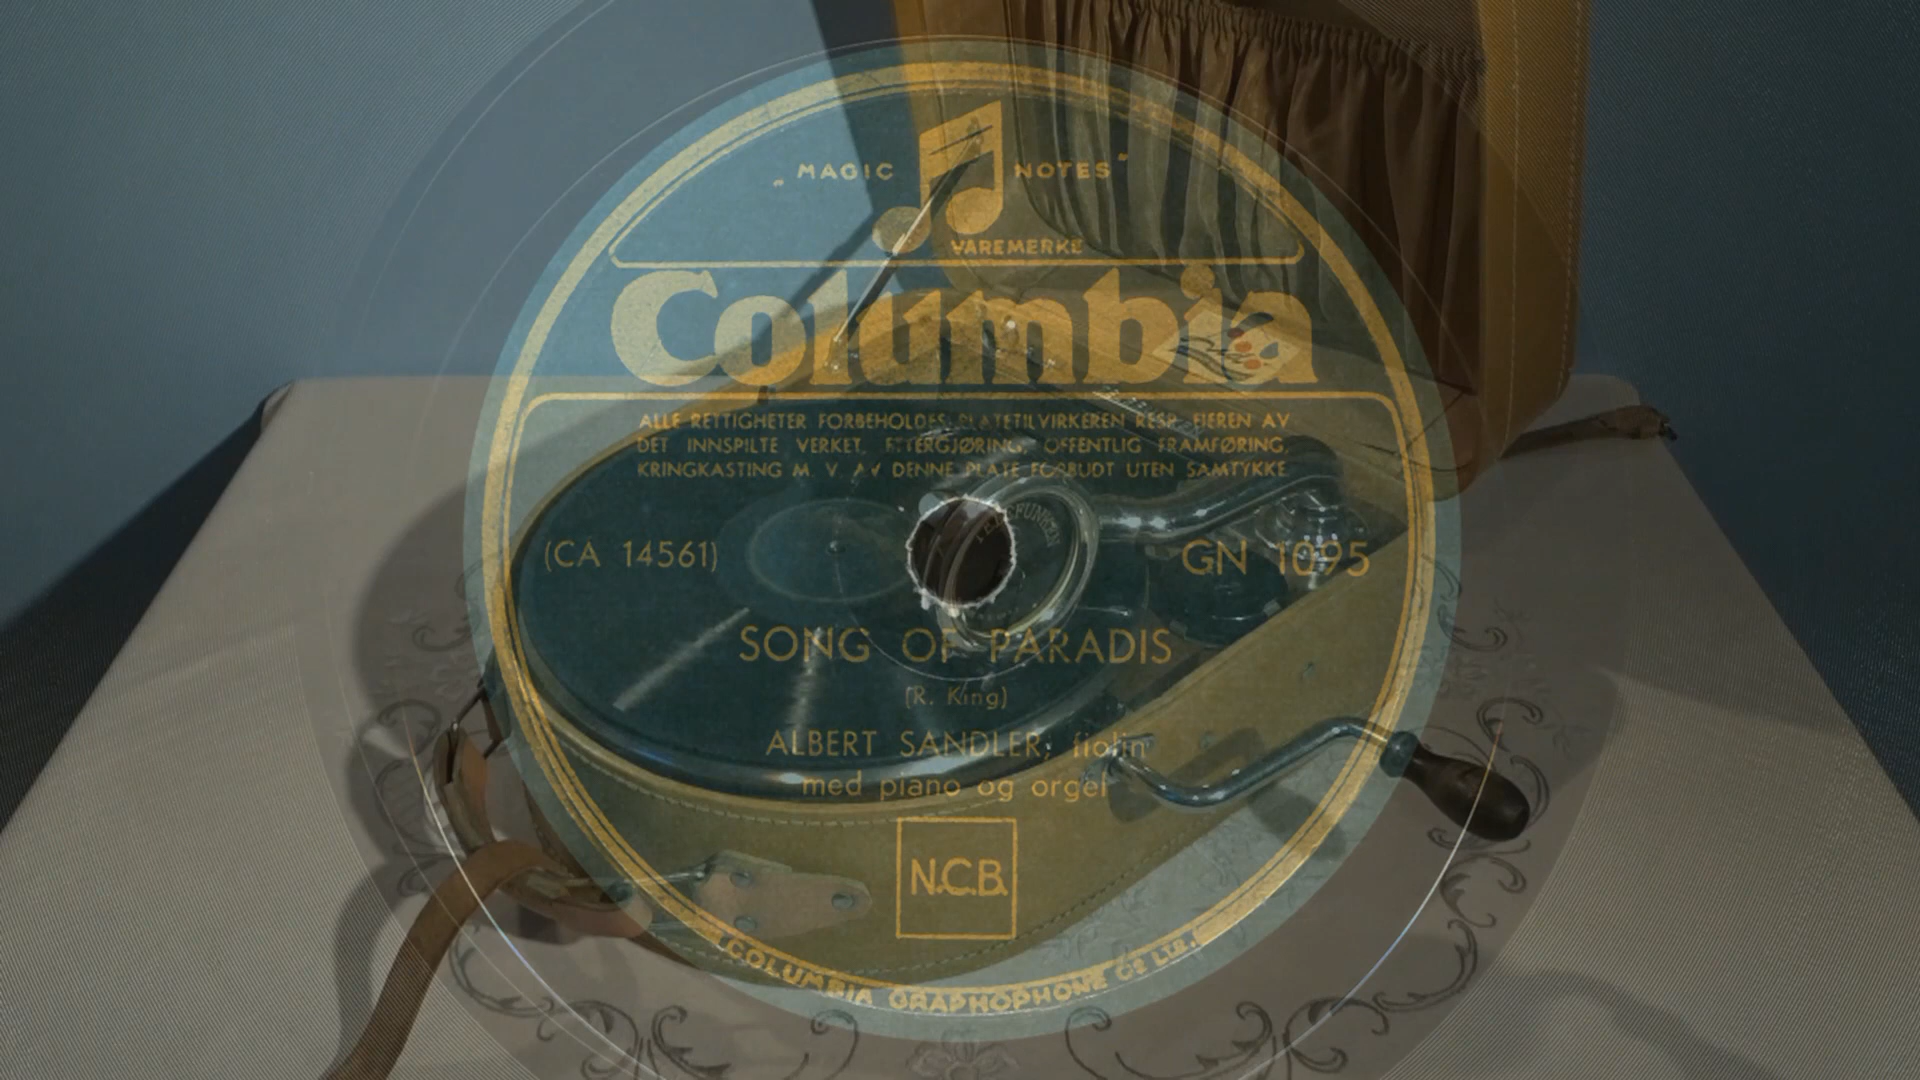 „MAGIC NOTES"
VAREMERKE
Columbia
ALLE RETTIGHETER FORBEHOLDES PLATETILVIRKEREN RESP. EIEREN AV
DET INNSPILTE VERKET. ETTERGJØRING, OFFENTLIG FRAMFØRING,
KRINGKASTING M. V. AV DENNE PLATE FORBUDT UTEN SAMTYKKE
(CA 14561)
GN 1095
TELEFUNKEN
SONG OF PARADIS
(R. King)
ALBERT SANDLER, fiolin
med piano og orgel
N.C.B.
COLUMBIA GRAPHOPHONE Co LTD.